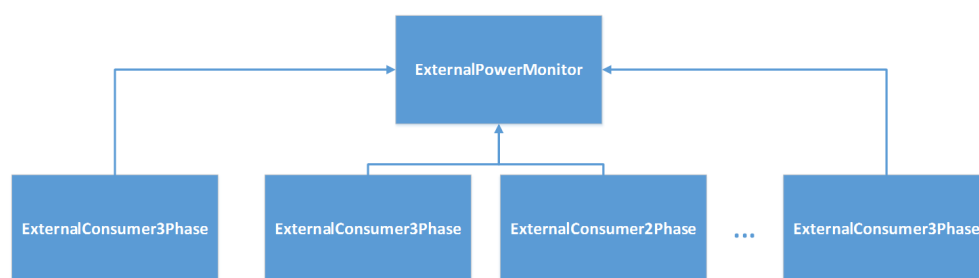 ExternalPowerMonitor
ExternalConsumer3Phase
ExternalConsumer3Phase
ExternalConsumer2Phase
...
ExternalConsumer3Phase